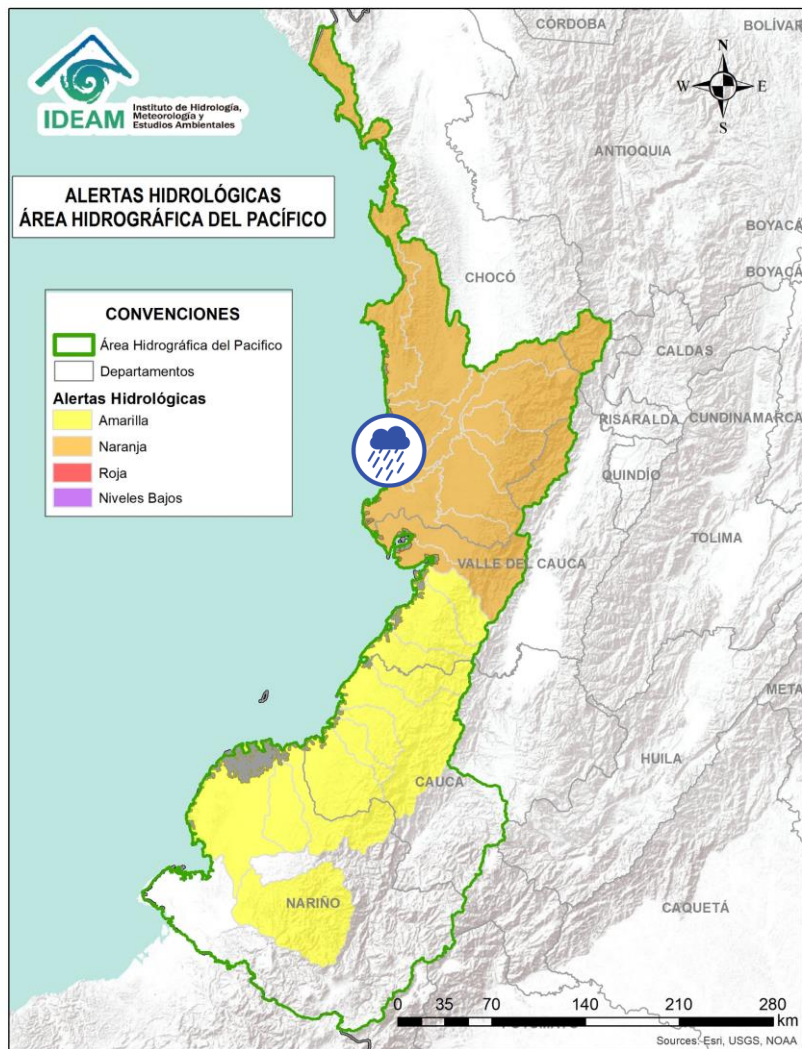 CÓRDOBA
BOLÍVAR
N
W
E
S
IDEAM
Instituto de Hidrología,
Meteorología y
Estudios Ambientales
ANTIOQUIA
ALERTAS HIDROLÓGICAS
ÁREA HIDROGRÁFICA DEL PACÍFICO
BOYACÁ
BOYACÁ
CHOCÓ
CONVENCIONES
Área Hidrográfica del Pacifico
Departamentos
Alertas Hidrológicas
Amarilla
Naranja
Roja
Niveles Bajos
CALDAS
RISARALDA
CUNDINAMARCA
QUINDÍO
TOLIMA
VALLE DEL CAUCA
META
HUILA
CAUCA
NARIÑO
CAQUETÁ
0 35 70 140 210 280
km
Sources: Esri, USGS, NOAA